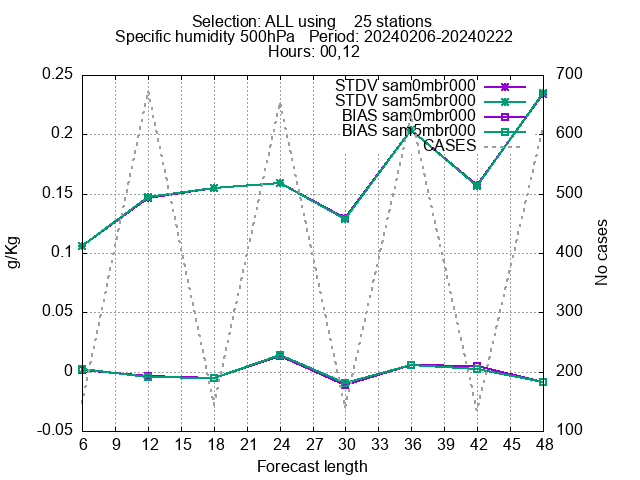 Selection: ALL using    25 stations
Specific humidity 500hPa   Period: 20240206-20240222
Hours: 00,12
STDV sam0mbr000
STDV sam5mbr000
BIAS sam0mbr000
BIAS sam5mbr000
CASES
0.25
0.2
0.15
0.1
0.05
0
-0.05
g/Kg
700
600
500
400
300
200
100
No cases
6 9 12 15 18 21 24 27 30 33 36 39 42 45 48
Forecast length